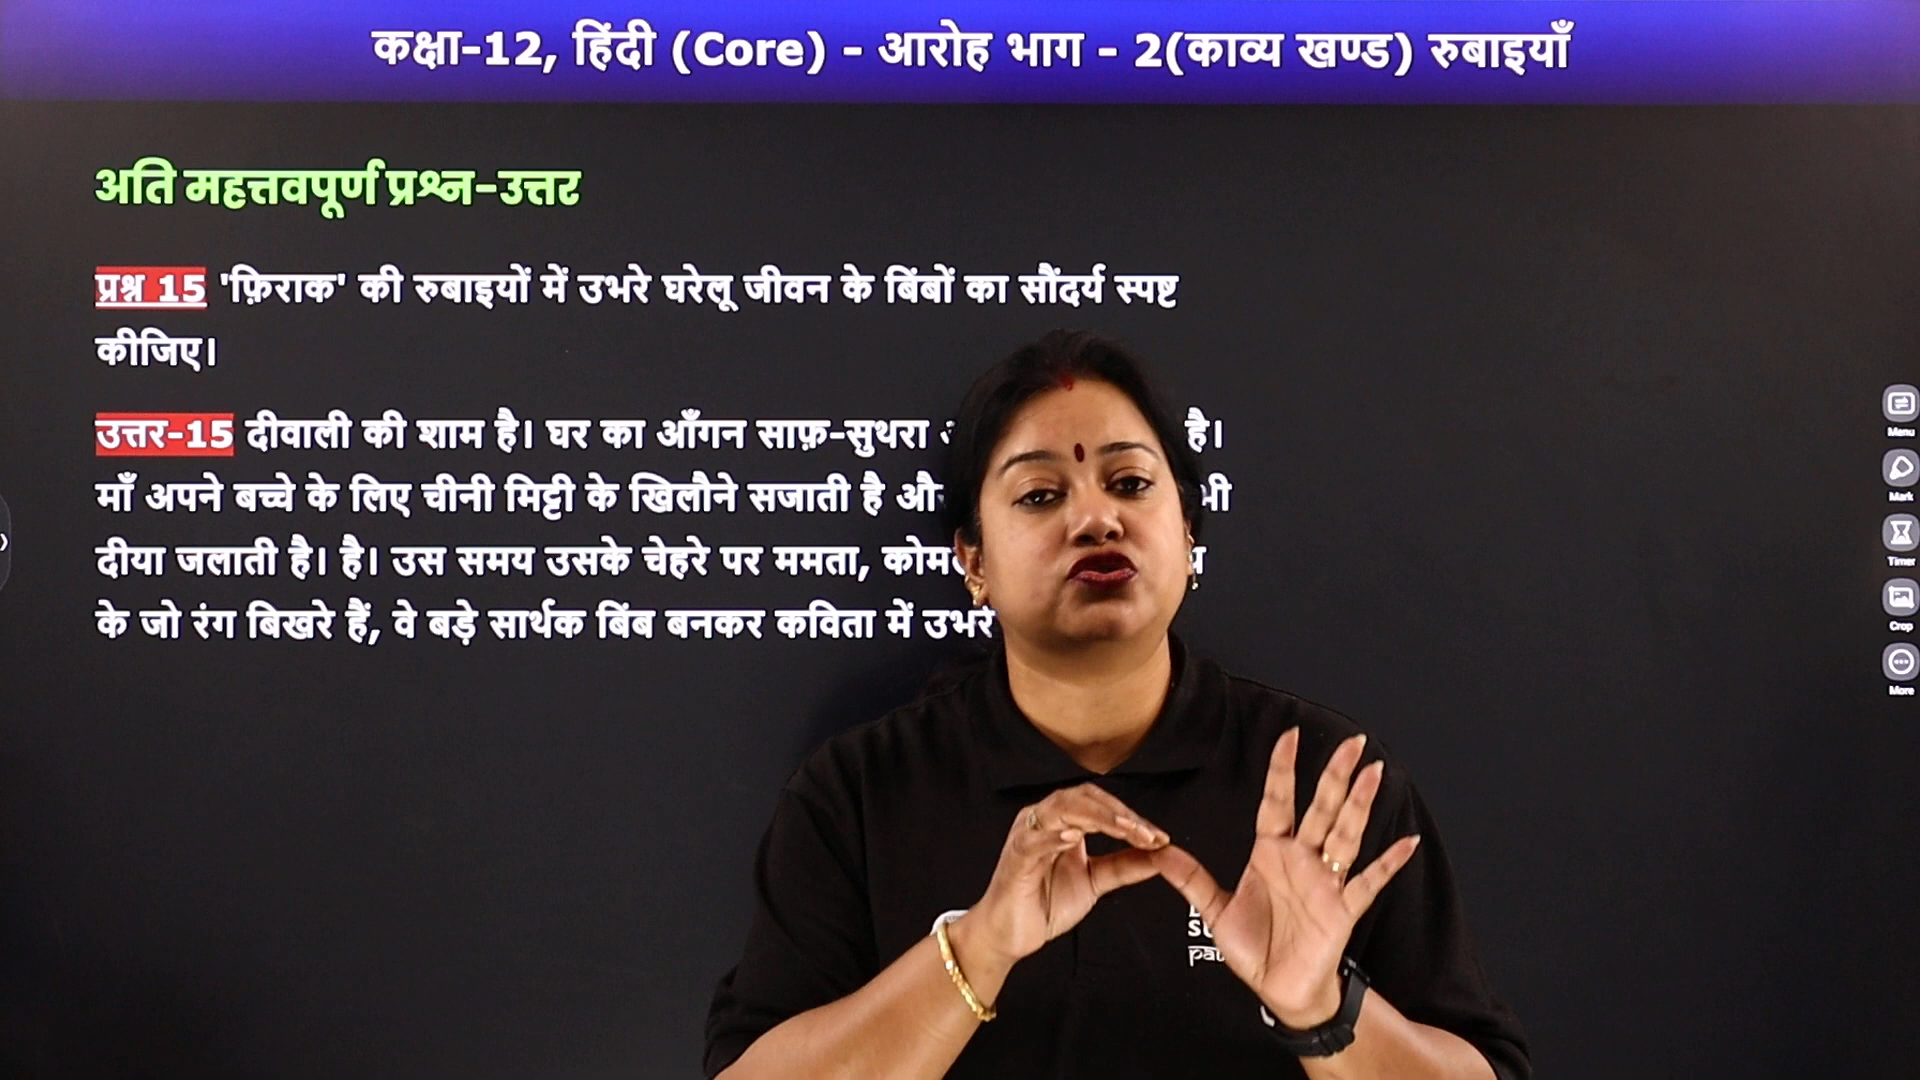 कक्षा-12, हिंदी (Core) - आरोह भाग - 2(काव्य खण्ड) रुबाइयाँ
अति महत्तवपूर्ण प्रश्न-उत्तर
प्रश्न 15 'फ़िराक' की रुबाइयों में उभरे घरेलू जीवन के बिंबों का सौंदर्य स्पष्ट
कीजिए।
उत्तर-15 दीवाली की शाम है। घर का आँगन साफ़-सुथरा है।
माँ अपने बच्चे के लिए चीनी मिट्टी के खिलौने सजाती है
दीया जलाती है। है। उस समय उसके चेहरे पर ममता,
के जो रंग बिखरे हैं, वे बड़े सार्थक बिंब बनकर कविता में उभरे
Menu
Mark
Timer
Crop
More